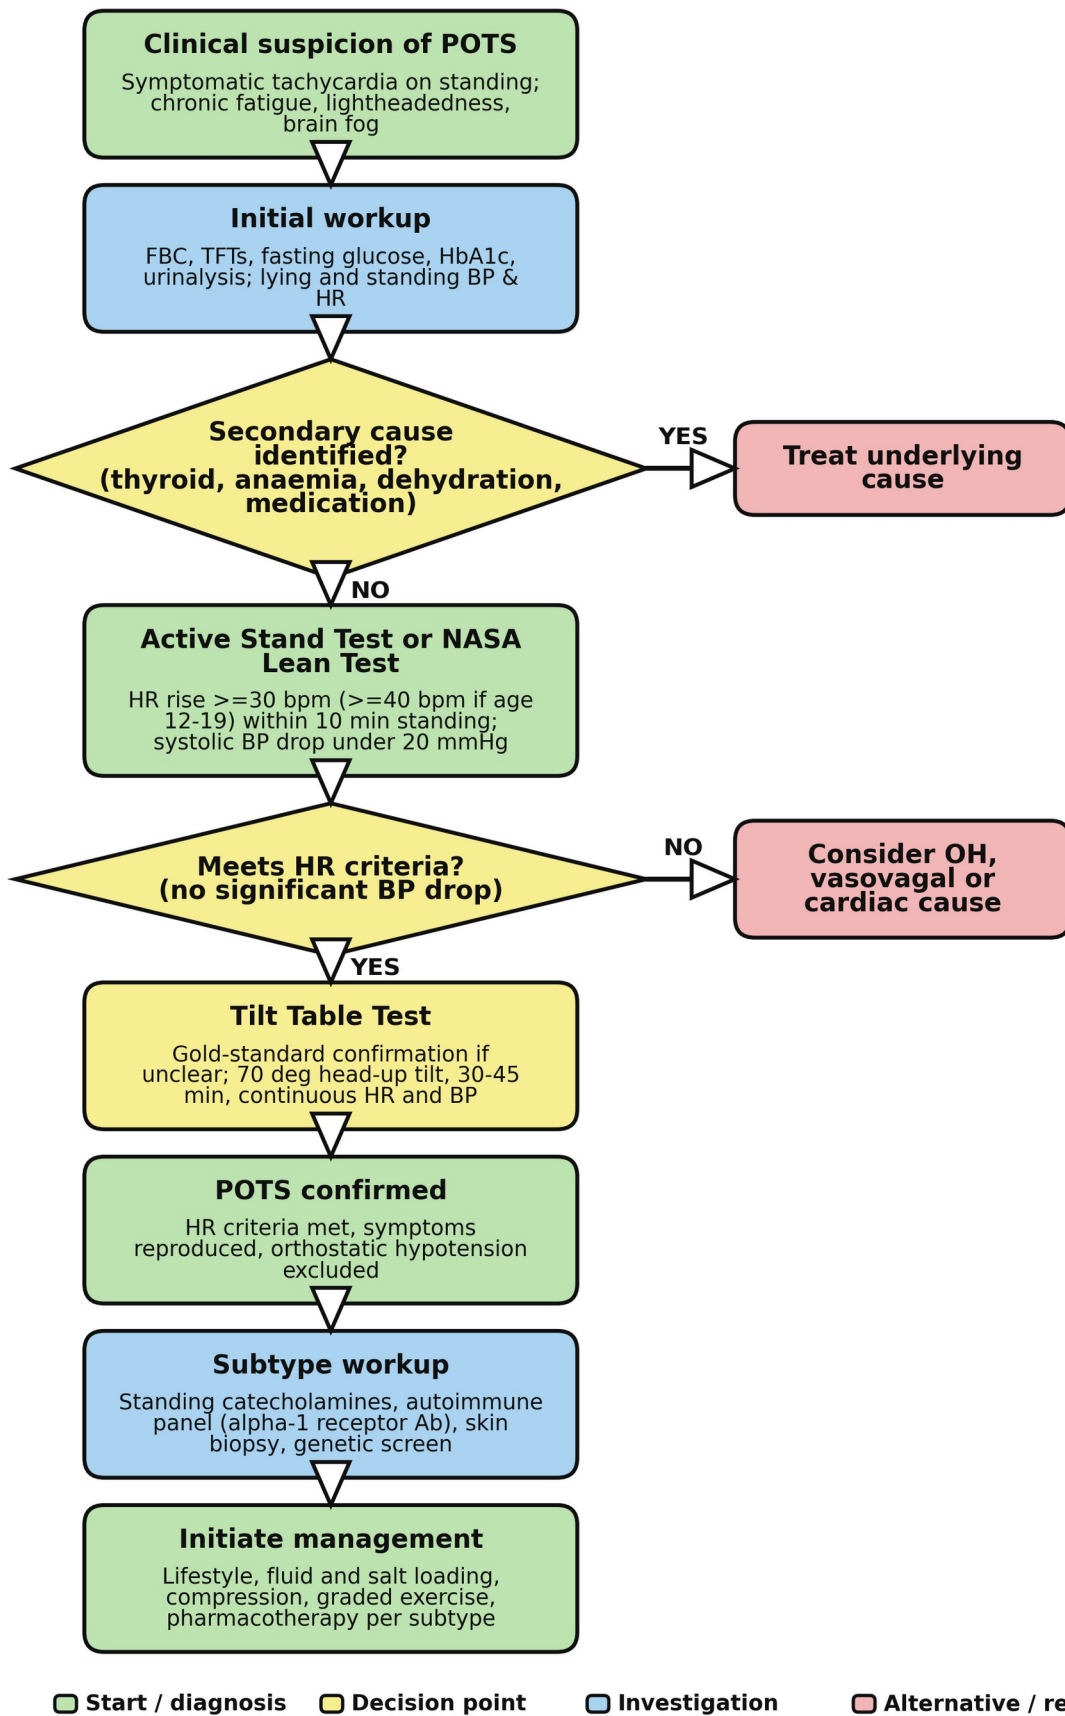 Clinical suspicion of POTS
Symptomatic tachycardia on standing;
chronic fatigue, lightheadedness,
brain fog
Initial workup
FBC, TFTs, fasting glucose, HbA1c,
urinalysis; lying and standing BP &
HR
Secondary cause
identified?
(thyroid, anaemia, dehydration,
medication)
YES
Treat underlying
cause
NO
Active Stand Test or NASA
Lean Test
HR rise >=30 bpm (>=40 bpm if age
12-19) within 10 min standing;
systolic BP drop under 20 mmHg
Meets HR criteria?
(no significant BP drop)
NO
Consider OH,
vasovagal or
cardiac cause
YES
Tilt Table Test
Gold-standard confirmation if
unclear; 70 deg head-up tilt, 30-45
min, continuous HR and BP
POTS confirmed
HR criteria met, symptoms
reproduced, orthostatic hypotension
excluded
Subtype workup
Standing catecholamines, autoimmune
panel (alpha-1 receptor Ab), skin
biopsy, genetic screen
Initiate management
Lifestyle, fluid and salt loading,
compression, graded exercise,
pharmacotherapy per subtype
Start / diagnosis
Decision point
Investigation
Alternative /